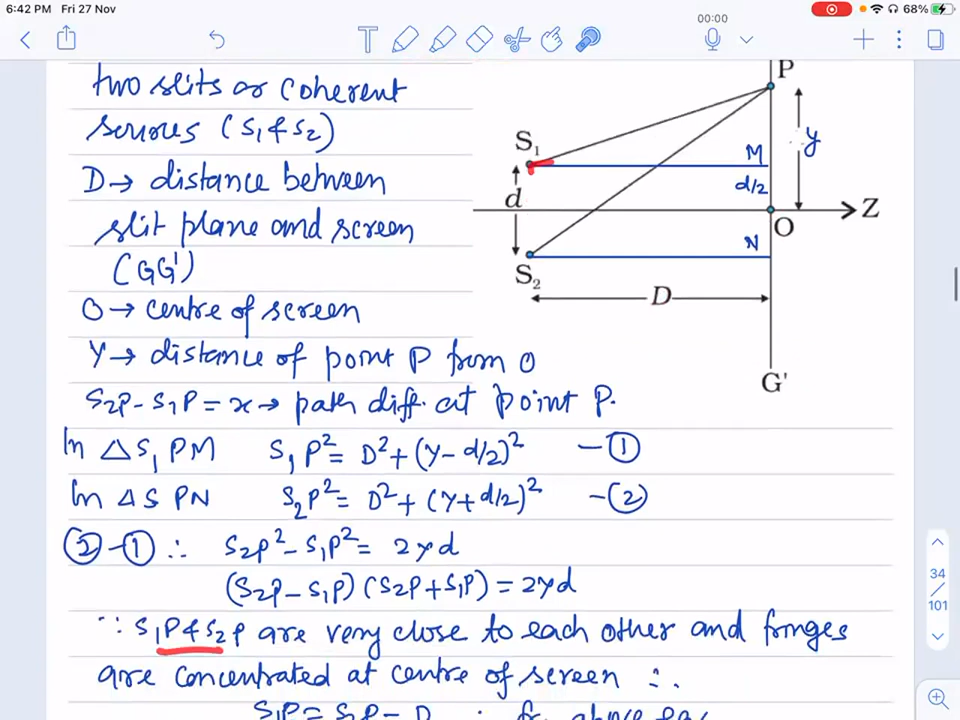 6:42 PM Fri 27 Nov
68%
00:00
two slits or coherent
sources (S1 & S2)
D → distance between
slit plane and screen
(GG')
O → centre of screen
Y → distance of point P from O
S2P - S1P = x → path diff. at point P.
In △ S1 PM S1P² = D² + (Y - d/2)² - ①
In △ S PN S2P² = D² + (Y + d/2)² - ②
② - ① ∴ S2P² - S1P² = 2Yd
(S2P - S1P) (S2P + S1P) = 2Yd
∵ S1P & S2P are very close to each other and fringes
are concentrated at centre of screen ∴
S1P = S2P = D
P
y
S1
M
d/2
d
Z
O
N
S2
D
G'
34
101